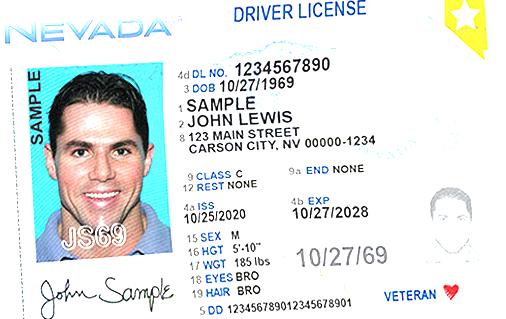 NEVADA
DRIVER LICENSE
SAMPLE
4d DL NO. 1234567890
3 DOB 10/27/1969
1 SAMPLE
2 JOHN LEWIS
8 123 MAIN STREET
CARSON CITY, NV 00000-1234
9 CLASS C 9a END NONE
12 REST NONE
4a ISS 4b EXP
10/25/2020 10/27/2028
15 SEX M
16 HGT 5'-10"
17 WGT 185 lbs
10/27/69
18 EYES BRO
19 HAIR BRO
5 DD 123456789012345678901
VETERAN
JS69
John Sample